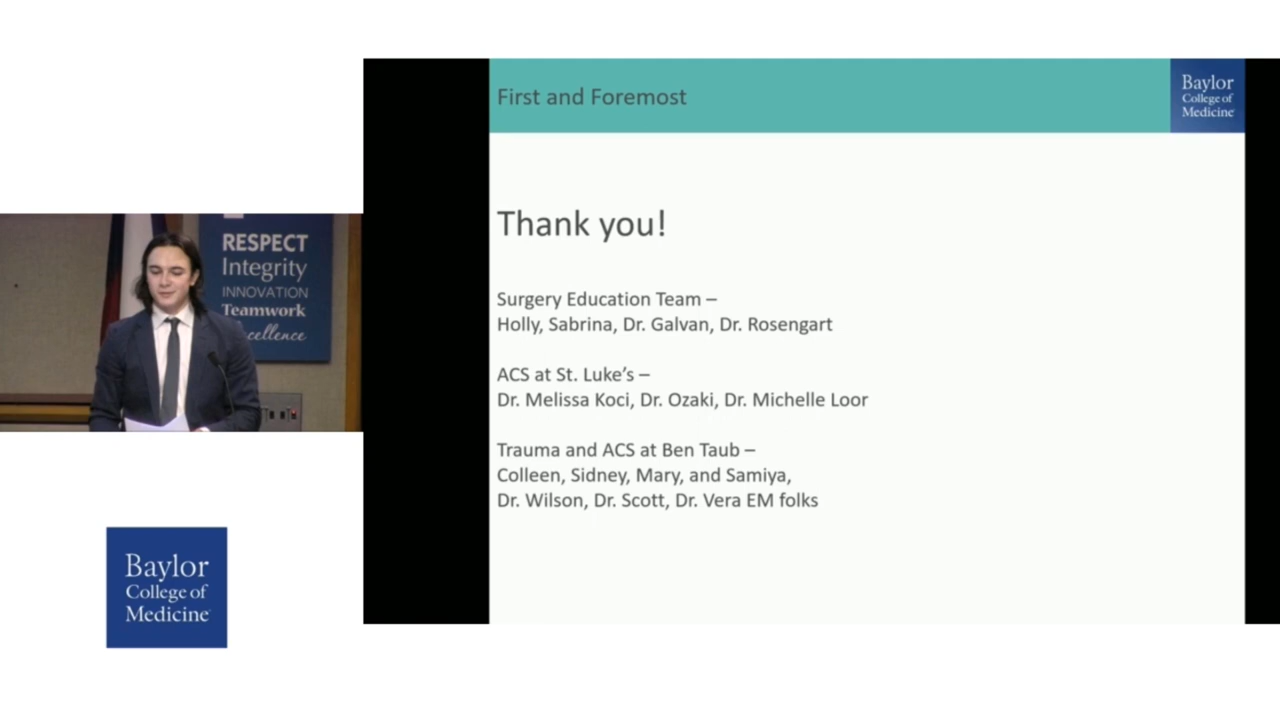 First and Foremost
Baylor
College of
Medicine
Thank you!
Surgery Education Team –
Holly, Sabrina, Dr. Galvan, Dr. Rosengart
ACS at St. Luke's –
Dr. Melissa Koci, Dr. Ozaki, Dr. Michelle Loor
Trauma and ACS at Ben Taub –
Colleen, Sidney, Mary, and Samiya,
Dr. Wilson, Dr. Scott, Dr. Vera EM folks
RESPECT
Integrity
INNOVATION
Teamwork
cellence
Baylor
College of
Medicine